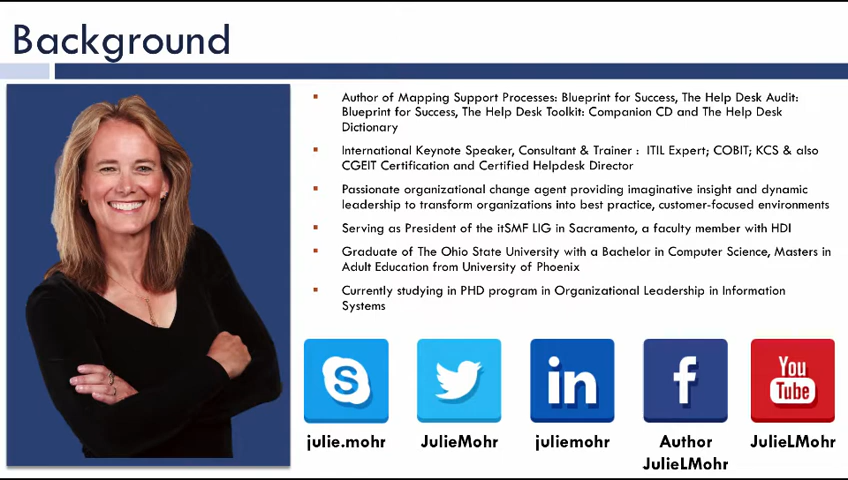 Background
Author of Mapping Support Processes: Blueprint for Success, The Help Desk Audit:
Blueprint for Success, The Help Desk Toolkit: Companion CD and The Help Desk
Dictionary
International Keynote Speaker, Consultant & Trainer : ITIL Expert; COBIT; KCS & also
CGEIT Certification and Certified Helpdesk Director
Passionate organizational change agent providing imaginative insight and dynamic
leadership to transform organizations into best practice, customer-focused environments
Serving as President of the itSMF LIG in Sacramento, a faculty member with HDI
Graduate of The Ohio State University with a Bachelor in Computer Science, Masters in
Adult Education from University of Phoenix
Currently studying in PHD program in Organizational Leadership in Information
Systems
S
in
f
You
Tube
julie.mohr
JulieMohr
juliemohr
Author
JulieLMohr
JulieLMohr